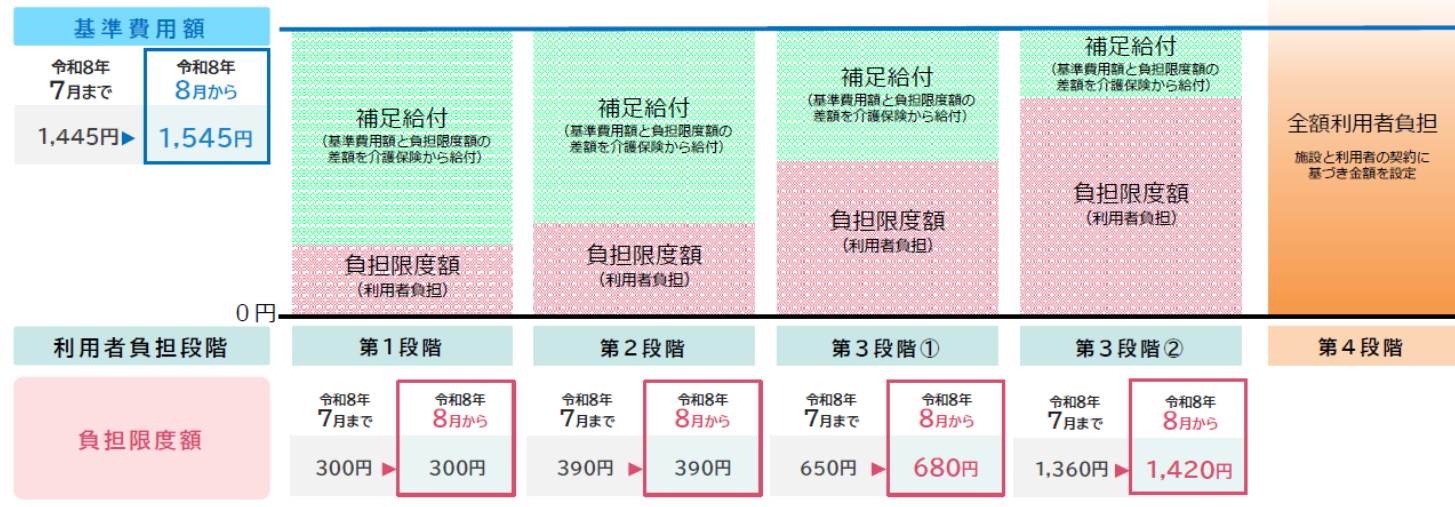 基準費用額
令和8年
7月まで
令和8年
8月から
1,445円▶
1,545円
補足給付
(基準費用額と負担限度額の
差額を介護保険から給付)
負担限度額
(利用者負担)
補足給付
(基準費用額と負担限度額の
差額を介護保険から給付)
負担限度額
(利用者負担)
補足給付
(基準費用額と負担限度額の
差額を介護保険から給付)
負担限度額
(利用者負担)
補足給付
(基準費用額と負担限度額の
差額を介護保険から給付)
負担限度額
(利用者負担)
全額利用者負担
施設と利用者の契約に
基づき金額を設定
0円
利用者負担段階
第1段階
第2段階
第3段階①
第3段階②
第4段階
負担限度額
令和8年
7月まで
令和8年
8月から
300円▶
300円
令和8年
7月まで
令和8年
8月から
390円▶
390円
令和8年
7月まで
令和8年
8月から
650円▶
680円
令和8年
7月まで
令和8年
8月から
1,360円▶
1,420円